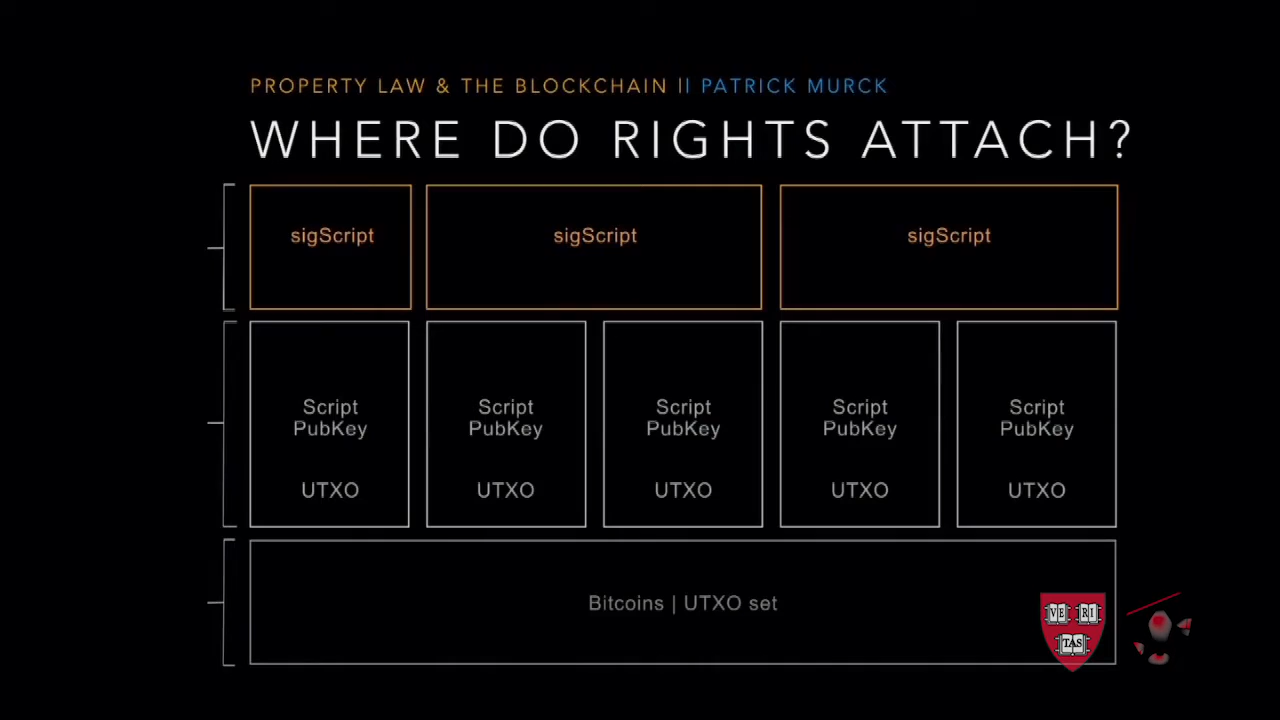 PROPERTY LAW & THE BLOCKCHAIN || PATRICK MURCK
WHERE DO RIGHTS ATTACH?
sigScript
sigScript
sigScript
Script
PubKey
UTXO
Script
PubKey
UTXO
Script
PubKey
UTXO
Script
PubKey
UTXO
Script
PubKey
UTXO
Bitcoins | UTXO set
VE RI
TAS